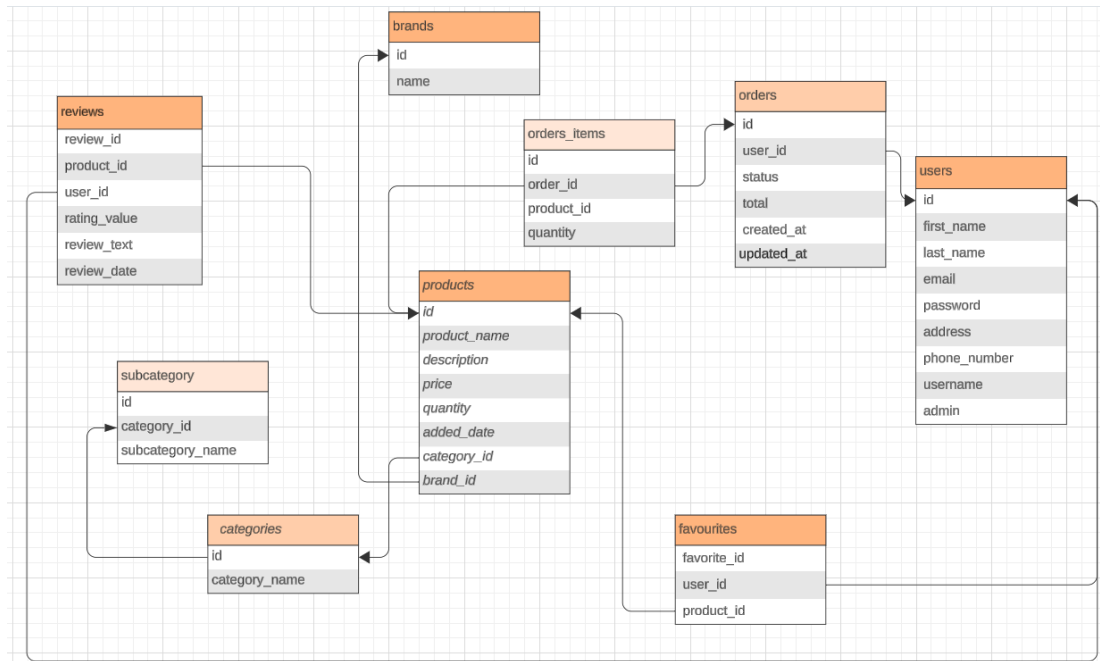 brands
id
name
reviews
review_id
product_id
user_id
rating_value
review_text
review_date
orders_items
id
order_id
product_id
quantity
orders
id
user_id
status
total
created_at
updated_at
users
id
first_name
last_name
email
password
address
phone_number
username
admin
products
id
product_name
description
price
quantity
added_date
category_id
brand_id
subcategory
id
category_id
subcategory_name
categories
id
category_name
favourites
favorite_id
user_id
product_id